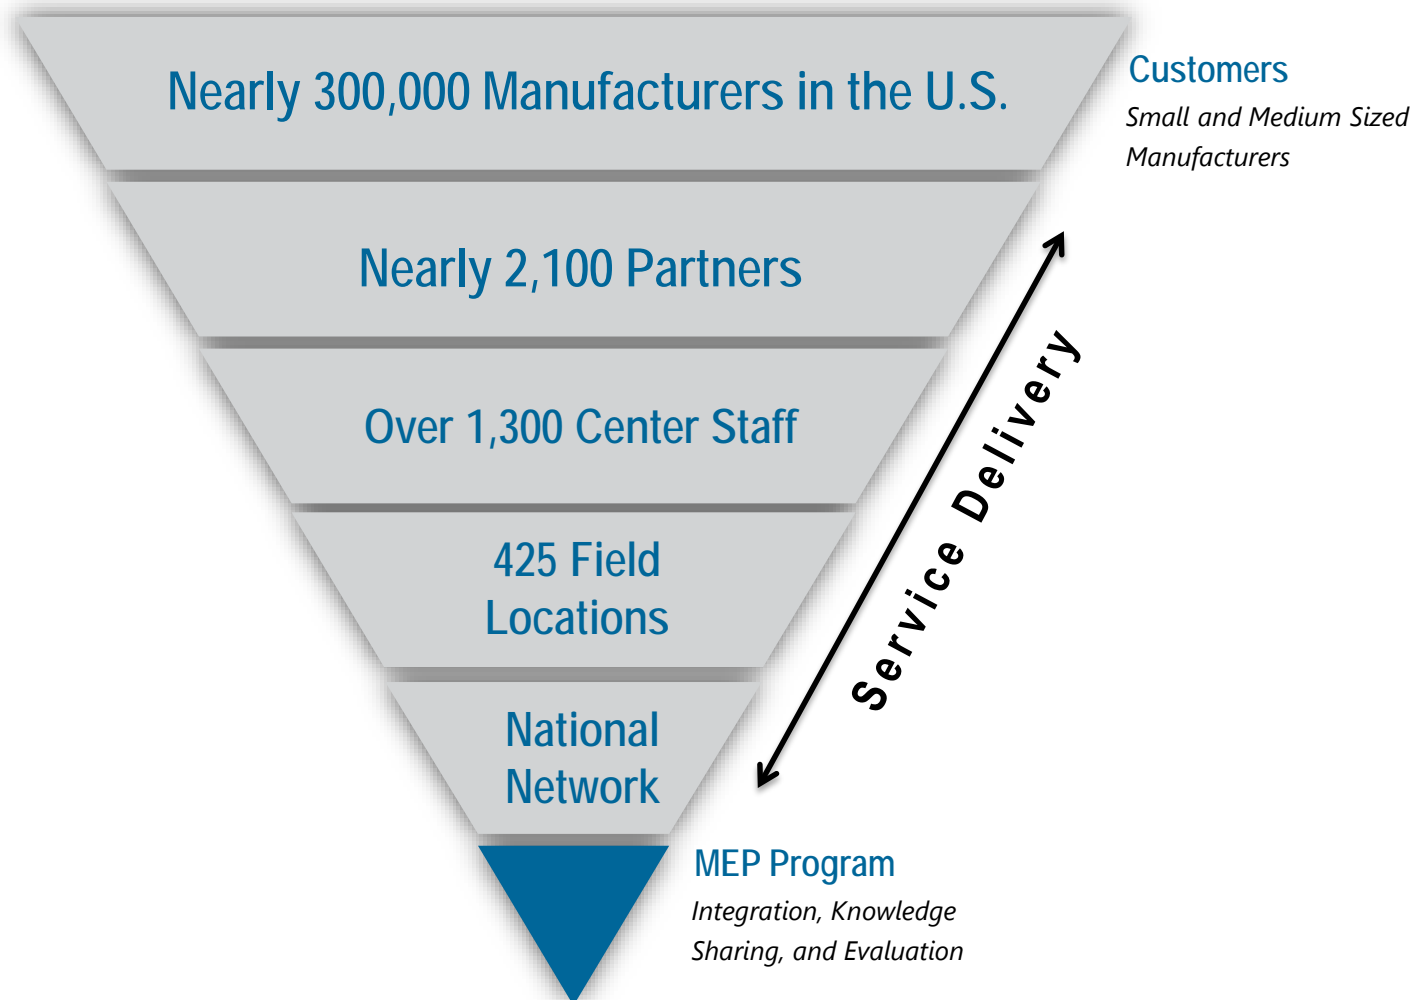 Nearly 300,000 Manufacturers in the U.S.
Customers
Small and Medium Sized
Manufacturers
Nearly 2,100 Partners
Over 1,300 Center Staff
425 Field
Locations
Service Delivery
National
Network
MEP Program
Integration, Knowledge
Sharing, and Evaluation